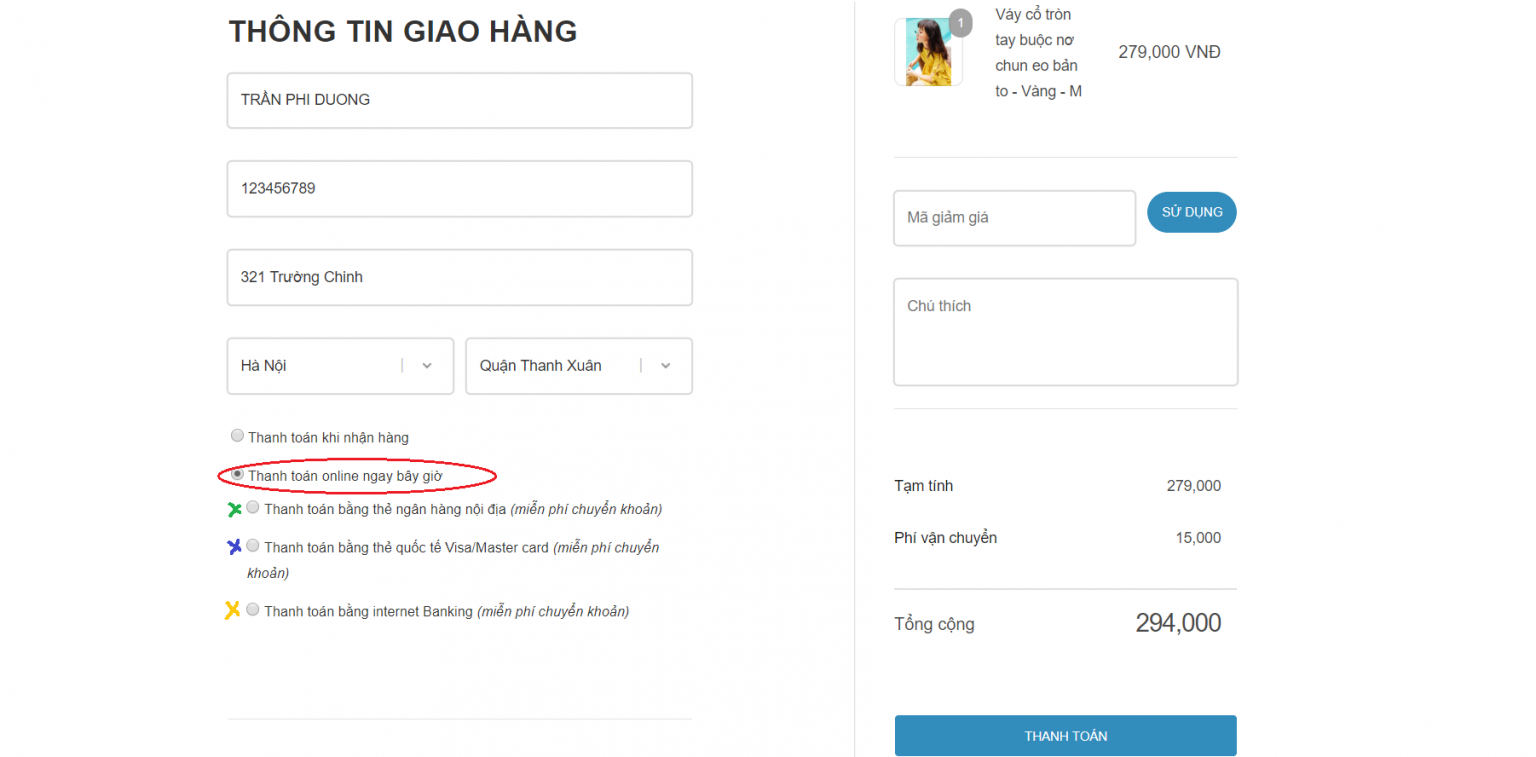 THÔNG TIN GIAO HÀNG
TRẦN PHI DUONG
123456789
321 Trường Chinh
Hà Nội
Quận Thanh Xuân
Thanh toán khi nhận hàng
Thanh toán online ngay bây giờ
Thanh toán bằng thẻ ngân hàng nội địa (miễn phí chuyển khoản)
Thanh toán bằng thẻ quốc tế Visa/Master card (miễn phí chuyển
khoản)
Thanh toán bằng internet Banking (miễn phí chuyển khoản)
1
Váy cổ tròn
tay buộc nơ
chun eo bản
to - Vàng - M
279,000 VNĐ
Mã giảm giá
SỬ DỤNG
Chú thích
Tạm tính 279,000
Phí vận chuyển 15,000
Tổng cộng 294,000
THANH TOÁN